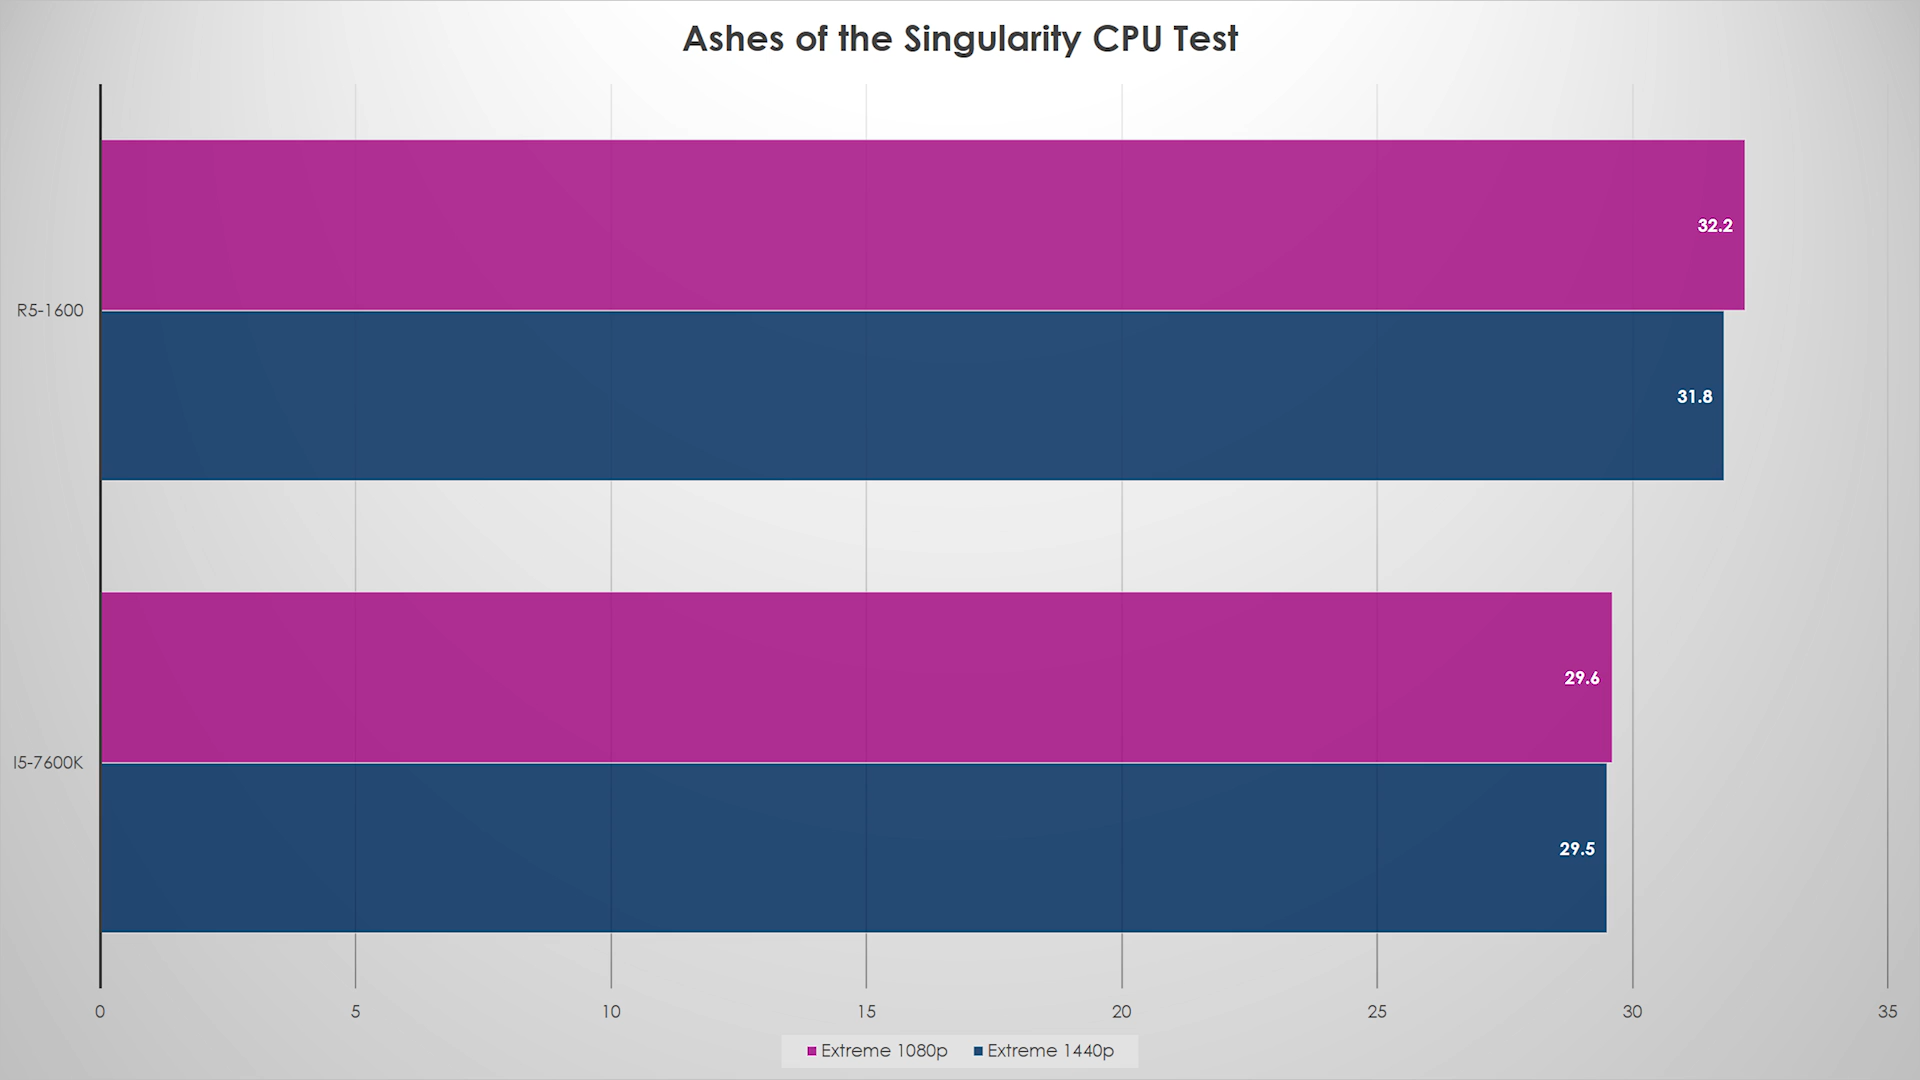 Ashes of the Singularity CPU Test
32.2
R5-1600
31.8
29.6
I5-7600K
29.5
0 5 10 15 20 25 30 35
Extreme 1080p Extreme 1440p